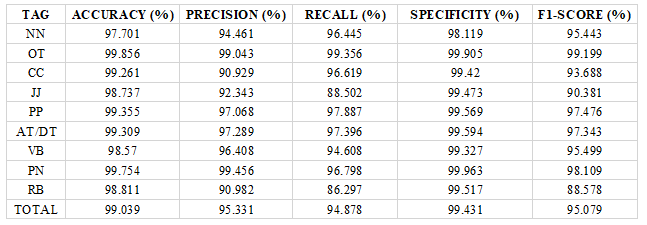 TAG ACCURACY (%) PRECISION (%) RECALL (%) SPECIFICITY (%) F1-SCORE (%)
NN 97.701 94.461 96.445 98.119 95.443
OT 99.856 99.043 99.356 99.905 99.199
CC 99.261 90.929 96.619 99.42 93.688
JJ 98.737 92.343 88.502 99.473 90.381
PP 99.355 97.068 97.887 99.569 97.476
AT/DT 99.309 97.289 97.396 99.594 97.343
VB 98.57 96.408 94.608 99.327 95.499
PN 99.754 99.456 96.798 99.963 98.109
RB 98.811 90.982 86.297 99.517 88.578
TOTAL 99.039 95.331 94.878 99.431 95.079